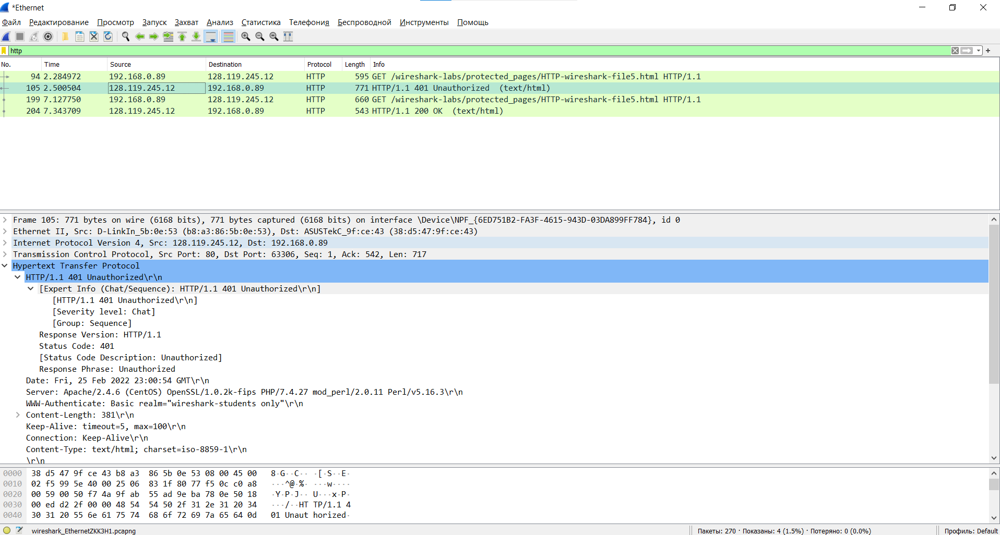 *Ethernet
Файл Редактирование Просмотр Запуск Захват Анализ Статистика Телефония Беспроводной Инструменты Помощь
http
No. Time Source Destination Protocol Length Info
94 2.284972 192.168.0.89 128.119.245.12 HTTP 595 GET /wireshark-labs/protected_pages/HTTP-wireshark-file5.html HTTP/1.1
105 2.500504 128.119.245.12 192.168.0.89 HTTP 771 HTTP/1.1 401 Unauthorized (text/html)
199 7.127750 192.168.0.89 128.119.245.12 HTTP 660 GET /wireshark-labs/protected_pages/HTTP-wireshark-file5.html HTTP/1.1
204 7.343709 128.119.245.12 192.168.0.89 HTTP 543 HTTP/1.1 200 OK (text/html)
Frame 105: 771 bytes on wire (6168 bits), 771 bytes captured (6168 bits) on interface \Device\NPF_{6ED751B2-FA3F-4615-943D-03DA899FF784}, id 0
Ethernet II, Src: D-LinkIn_5b:0e:53 (b8:a3:86:5b:0e:53), Dst: ASUSTekC_9f:ce:43 (38:d5:47:9f:ce:43)
Internet Protocol Version 4, Src: 128.119.245.12, Dst: 192.168.0.89
Transmission Control Protocol, Src Port: 80, Dst Port: 63306, Seq: 1, Ack: 542, Len: 717
Hypertext Transfer Protocol
HTTP/1.1 401 Unauthorized\r\n
[Expert Info (Chat/Sequence): HTTP/1.1 401 Unauthorized\r\n]
[HTTP/1.1 401 Unauthorized\r\n]
[Severity level: Chat]
[Group: Sequence]
Response Version: HTTP/1.1
Status Code: 401
[Status Code Description: Unauthorized]
Response Phrase: Unauthorized
Date: Fri, 25 Feb 2022 23:00:54 GMT\r\n
Server: Apache/2.4.6 (CentOS) OpenSSL/1.0.2k-fips PHP/7.4.27 mod_perl/2.0.11 Perl/v5.16.3\r\n
WWW-Authenticate: Basic realm="wireshark-students only"\r\n
Content-Length: 381\r\n
Keep-Alive: timeout=5, max=100\r\n
Connection: Keep-Alive\r\n
Content-Type: text/html; charset=iso-8859-1\r\n
\r\n
0000 38 d5 47 9f ce 43 b8 a3 86 5b 0e 53 08 00 45 00 8·G··C·· ·[·S··E·
0010 02 f5 99 5e 40 00 25 06 83 1f 80 77 f5 0c c0 a8 ···^@·%· ···w····
0020 00 59 00 50 f7 4a 9f ab 55 ad 9e ba 78 0e 50 18 ·Y·P·J·· U···x·P·
0030 00 ed d2 2f 00 00 48 54 54 50 2f 31 2e 31 20 34 ···/··HT TP/1.1 4
0040 30 31 20 55 6e 61 75 74 68 6f 72 69 7a 65 64 0d 01 Unaut horized·
wireshark_EthernetZKK3H1.pcapng Пакеты: 270 · Показаны: 4 (1.5%) · Потеряно: 0 (0.0%) Профиль: Default